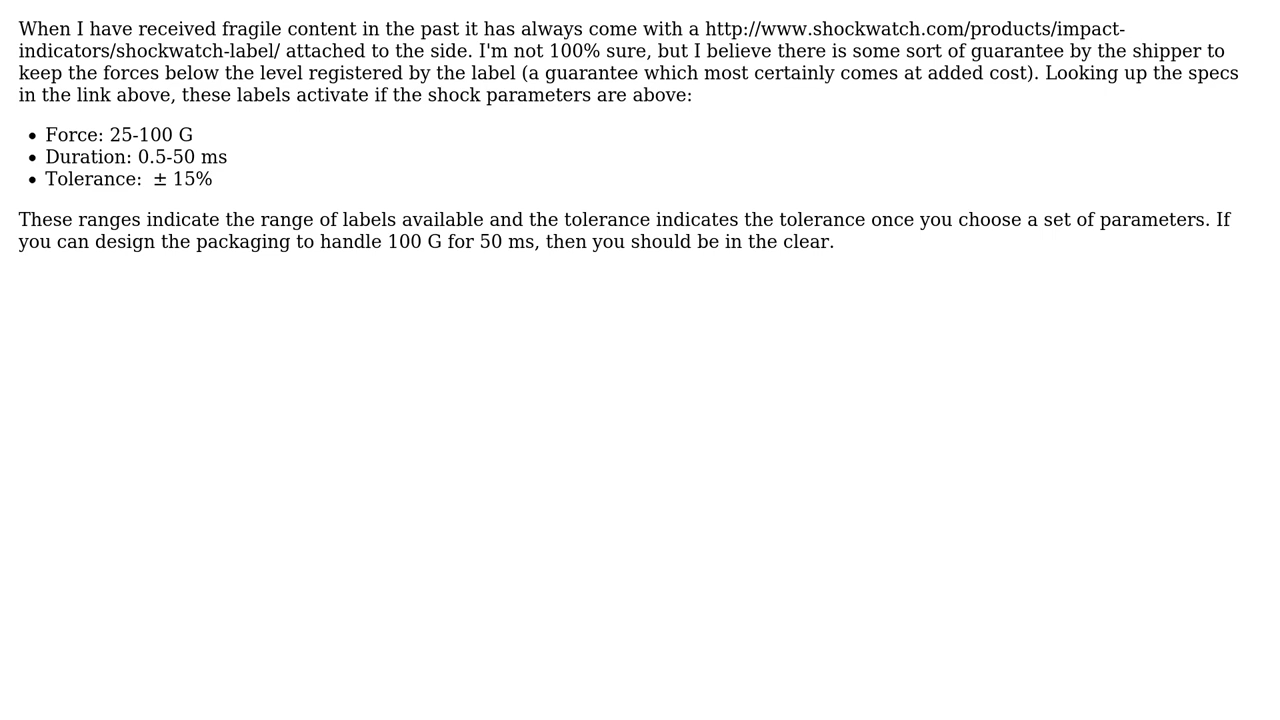 When I have received fragile content in the past it has always come with a http://www.shockwatch.com/products/impact-
indicators/shockwatch-label/ attached to the side. I'm not 100% sure, but I believe there is some sort of guarantee by the shipper to
keep the forces below the level registered by the label (a guarantee which most certainly comes at added cost). Looking up the specs
in the link above, these labels activate if the shock parameters are above:
• Force: 25-100 G
• Duration: 0.5-50 ms
• Tolerance: ± 15%
These ranges indicate the range of labels available and the tolerance indicates the tolerance once you choose a set of parameters. If
you can design the packaging to handle 100 G for 50 ms, then you should be in the clear.